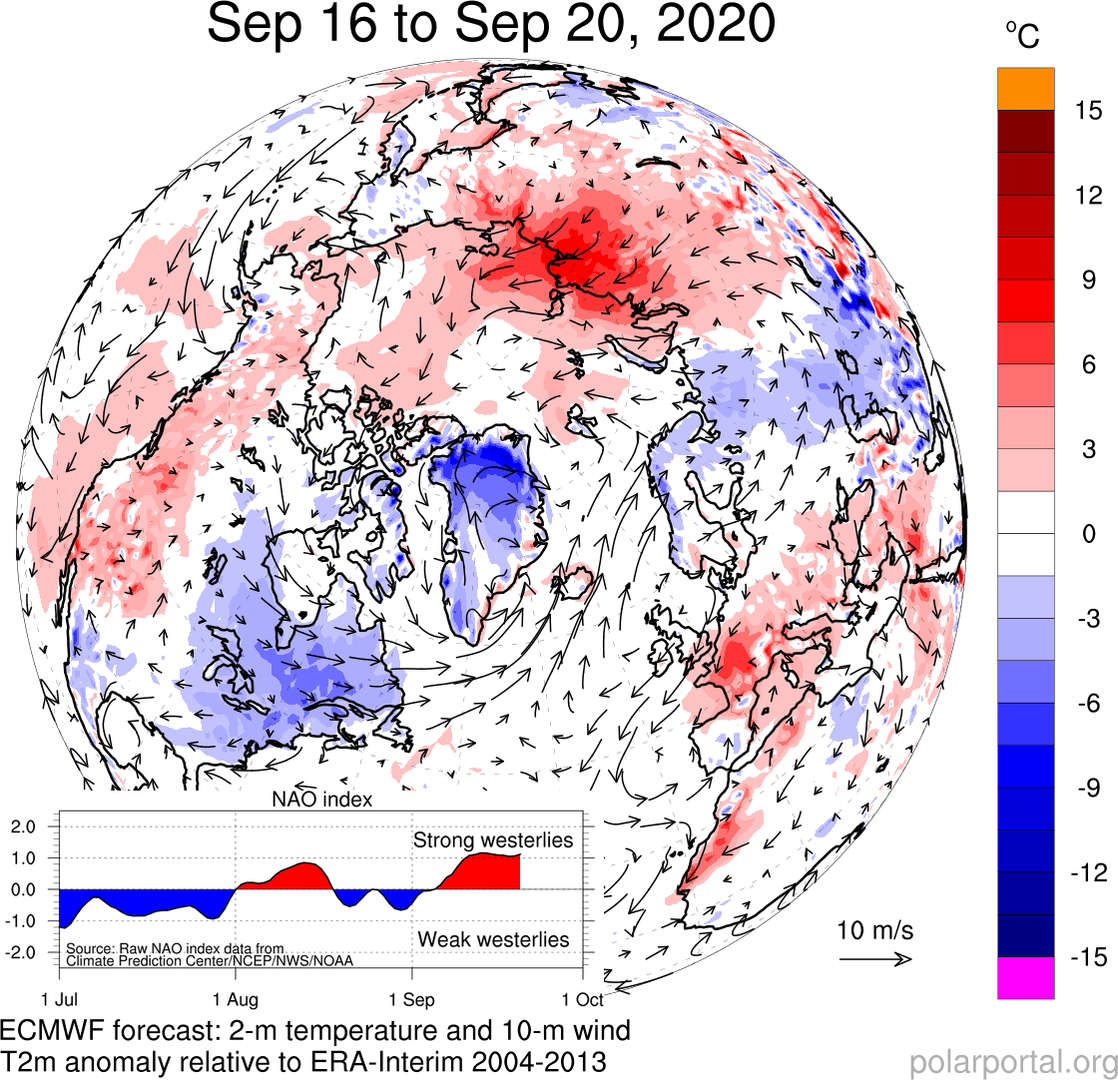 Sep 16 to Sep 20, 2020
°C
15
12
9
6
3
0
-3
-6
-9
-12
-15
NAO index
2.0
1.0
0.0
-1.0
-2.0
Strong westerlies
Weak westerlies
Source: Raw NAO index data from
Climate Prediction Center/NCEP/NWS/NOAA
1 Jul
1 Aug
1 Sep
1 Oct
10 m/s
ECMWF forecast: 2-m temperature and 10-m wind
T2m anomaly relative to ERA-Interim 2004-2013
polarportal.org